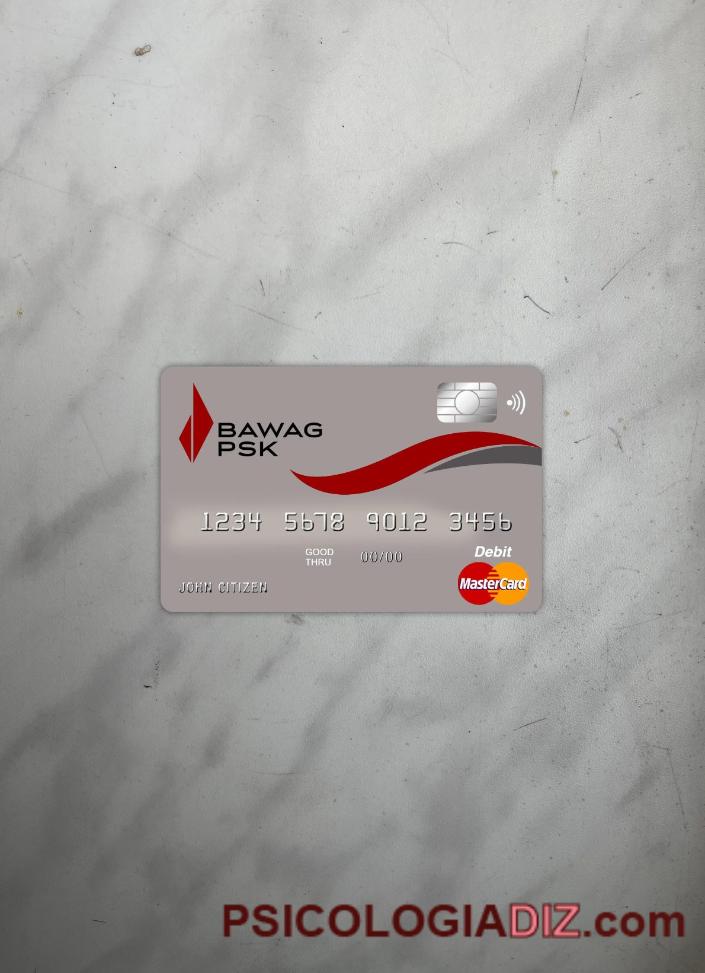 BAWAG
PSK
1234 5678 9012 3456
GOOD
THRU
00/00
Debit
MasterCard
JOHN CITIZEN
PSICOLOGIADIZ.com